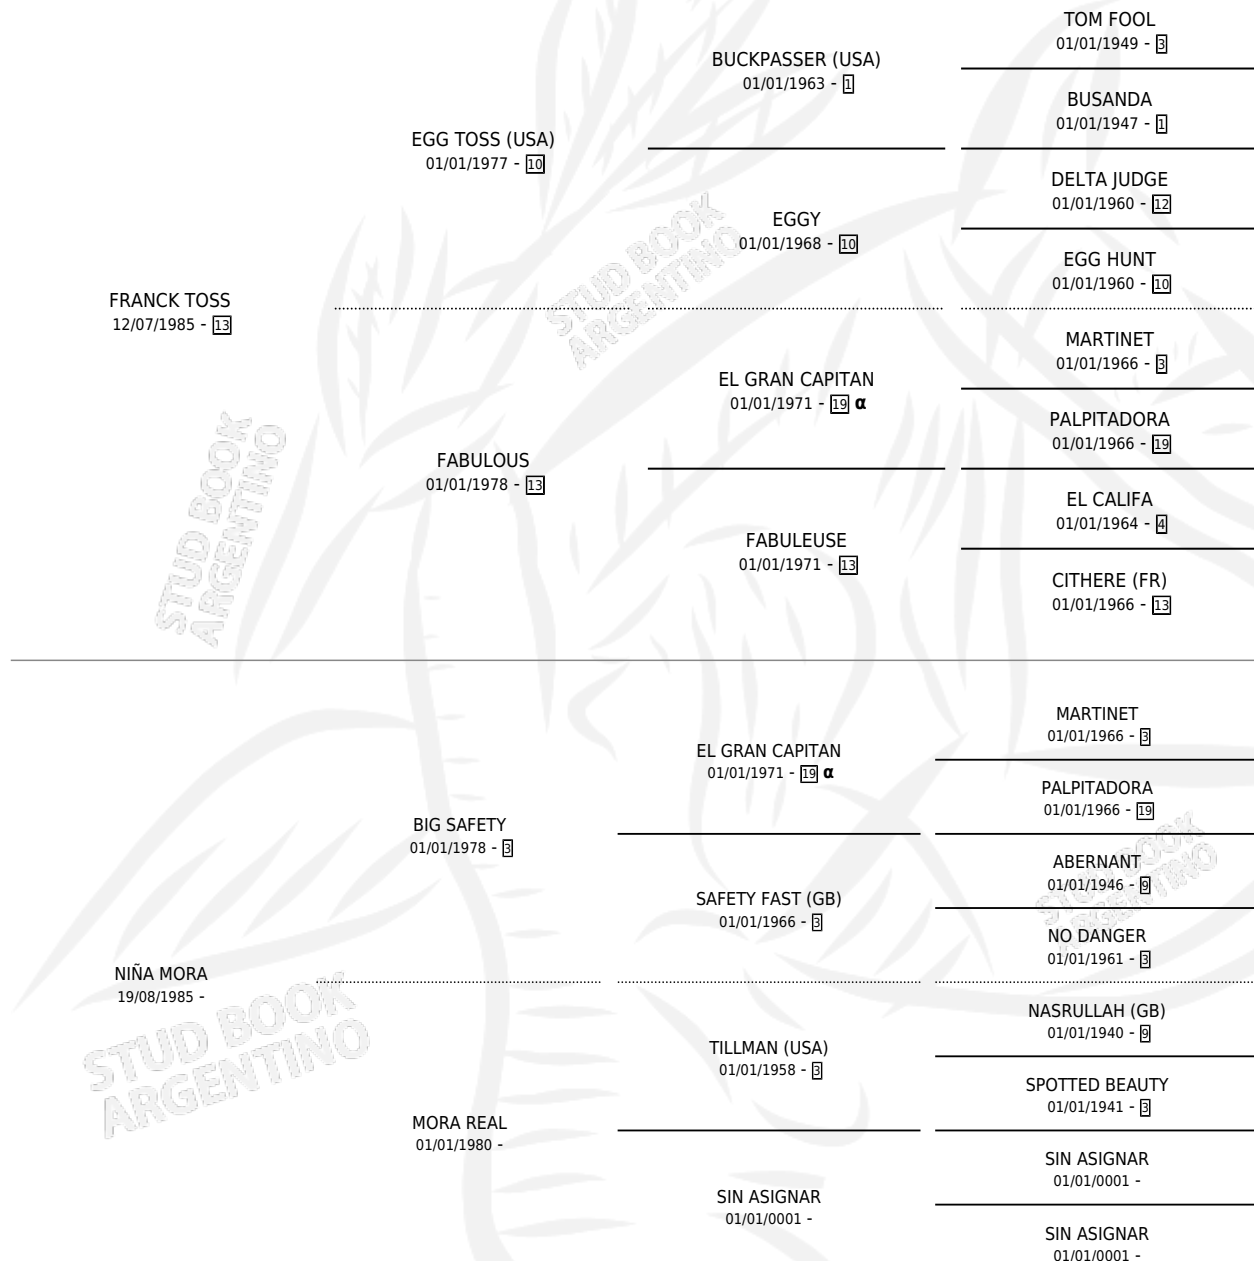 TOM FOOL
01/01/1949 - 3
BUCKPASSER (USA)
01/01/1963 - 1
BUSANDA
01/01/1947 - 1
EGG TOSS (USA)
01/01/1977 - 10
DELTA JUDGE
01/01/1960 - 12
EGGY
01/01/1968 - 10
EGG HUNT
01/01/1960 - 10
FRANCK TOSS
12/07/1985 - 13
MARTINET
01/01/1966 - 3
EL GRAN CAPITAN
01/01/1971 - 19 α
PALPITADORA
01/01/1966 - 19
FABULOUS
01/01/1978 - 13
EL CALIFA
01/01/1964 - 4
FABULEUSE
01/01/1971 - 13
CITHERE (FR)
01/01/1966 - 13
MARTINET
01/01/1966 - 3
EL GRAN CAPITAN
01/01/1971 - 19 α
PALPITADORA
01/01/1966 - 19
BIG SAFETY
01/01/1978 - 3
ABERNANT
01/01/1946 - 9
SAFETY FAST (GB)
01/01/1966 - 3
NO DANGER
01/01/1961 - 3
NIÑA MORA
19/08/1985 -
NASRULLAH (GB)
01/01/1940 - 9
TILLMAN (USA)
01/01/1958 - 3
SPOTTED BEAUTY
01/01/1941 - 3
MORA REAL
01/01/1980 -
SIN ASIGNAR
01/01/0001 -
SIN ASIGNAR
01/01/0001 -
SIN ASIGNAR
01/01/0001 -
STUD BOOK
ARGENTINO
STUD BOOK
ARGENTINO
STUD BOOK
ARGENTINO
STUD BOOK
ARGENTINO